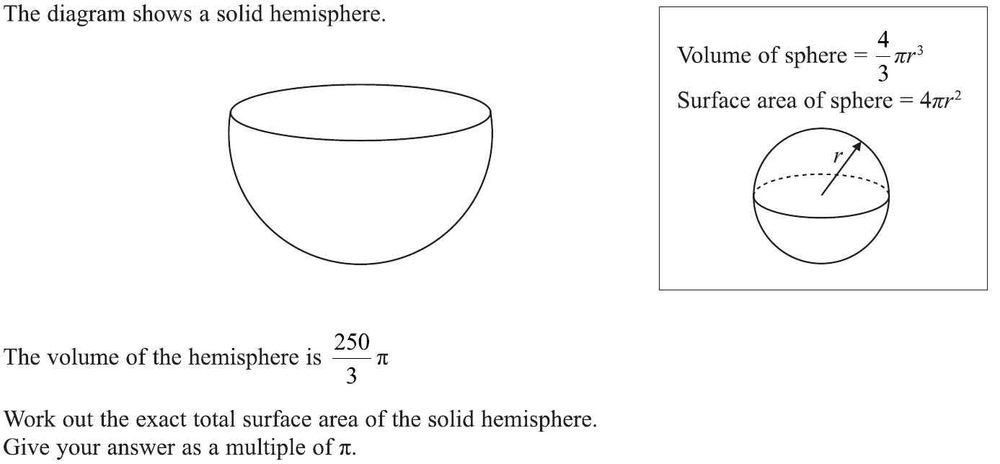 The diagram shows a solid hemisphere.
Volume of sphere = 4/3 πr³
Surface area of sphere = 4πr²
r
The volume of the hemisphere is 250/3 π
Work out the exact total surface area of the solid hemisphere.
Give your answer as a multiple of π.